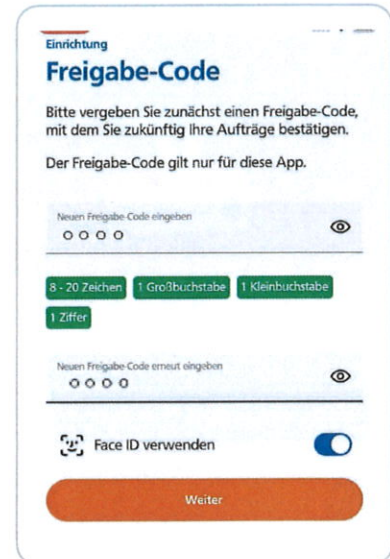 Einrichtung
Freigabe-Code
Bitte vergeben Sie zunächst einen Freigabe-Code,
mit dem Sie zukünftig Ihre Aufträge bestätigen.
Der Freigabe-Code gilt nur für diese App.
Neuen Freigabe-Code eingeben
8 - 20 Zeichen 1 Großbuchstabe 1 Kleinbuchstabe
1 Ziffer
Neuen Freigabe-Code erneut eingeben
Face ID verwenden
Weiter